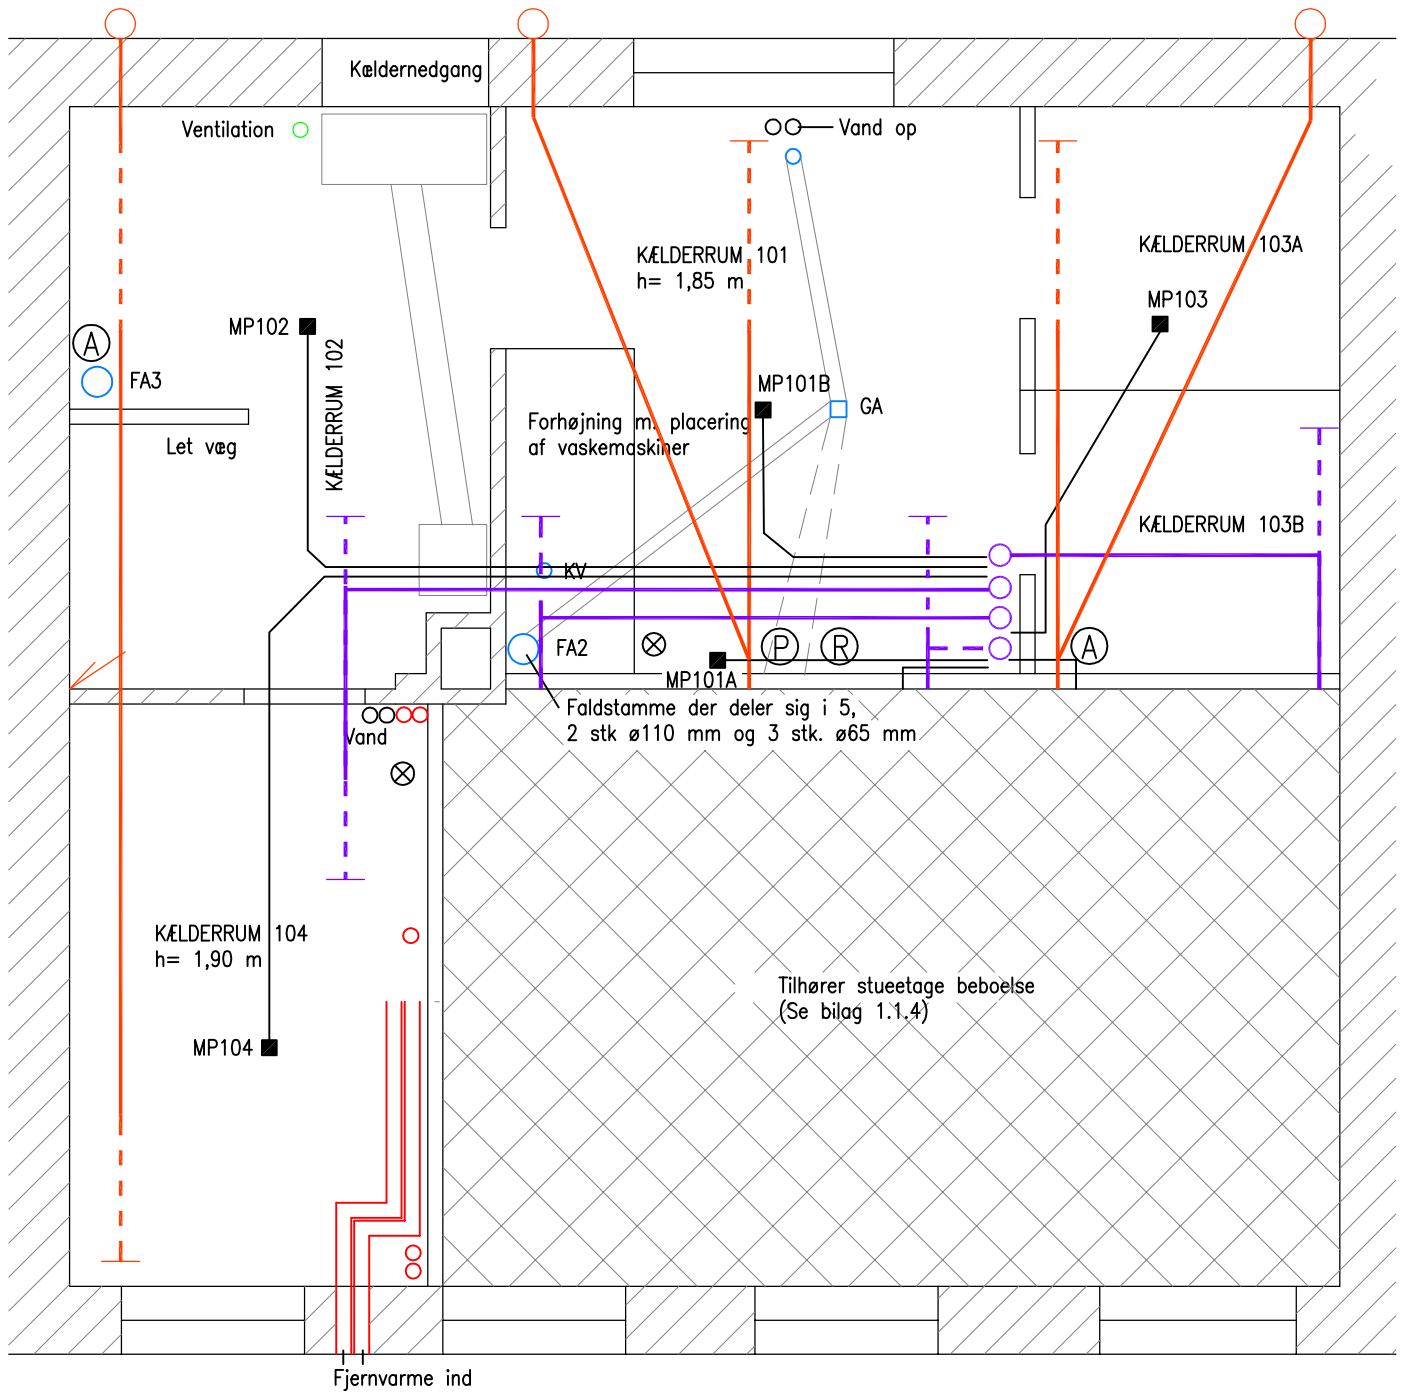 Kældernedgang
Ventilation
Vand op
KÆLDERRUM 101
h= 1,85 m
KÆLDERRUM 103A
MP103
MP102
A
FA3
KÆLDERRUM 102
MP101B
GA
Forhøjning m. placering
af vaskemaskiner
Let væg
KÆLDERRUM 103B
KV
FA2
P
R
A
MP101A
Faldstamme der deler sig i 5,
2 stk ø110 mm og 3 stk. ø65 mm
Vand
KÆLDERRUM 104
h= 1,90 m
Tilhører stueetage beboelse
(Se bilag 1.1.4)
MP104
Fjernvarme ind